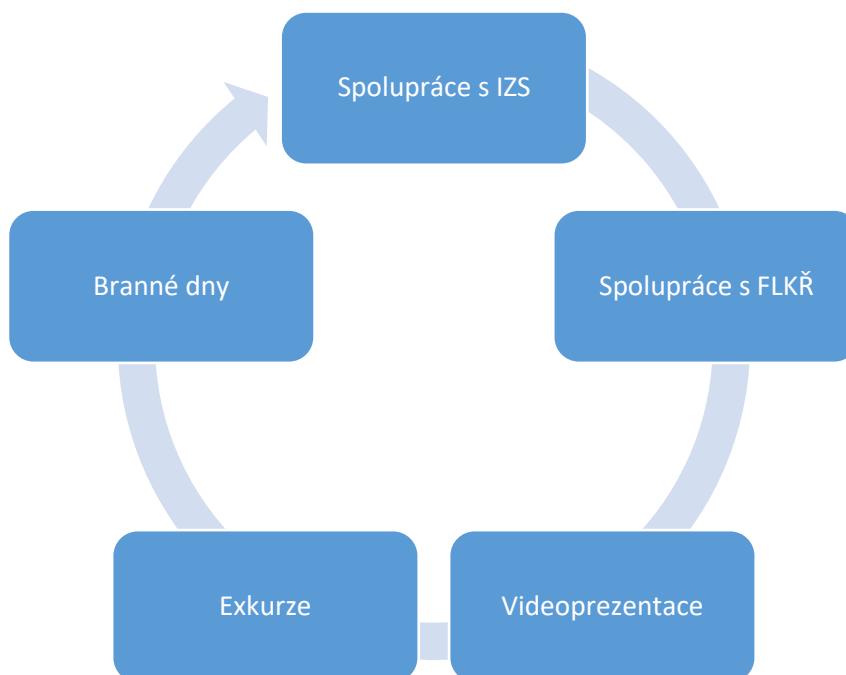 Spolupráce s IZS
Branné dny
Spolupráce s FLKŘ
Exkurze
Videoprezentace